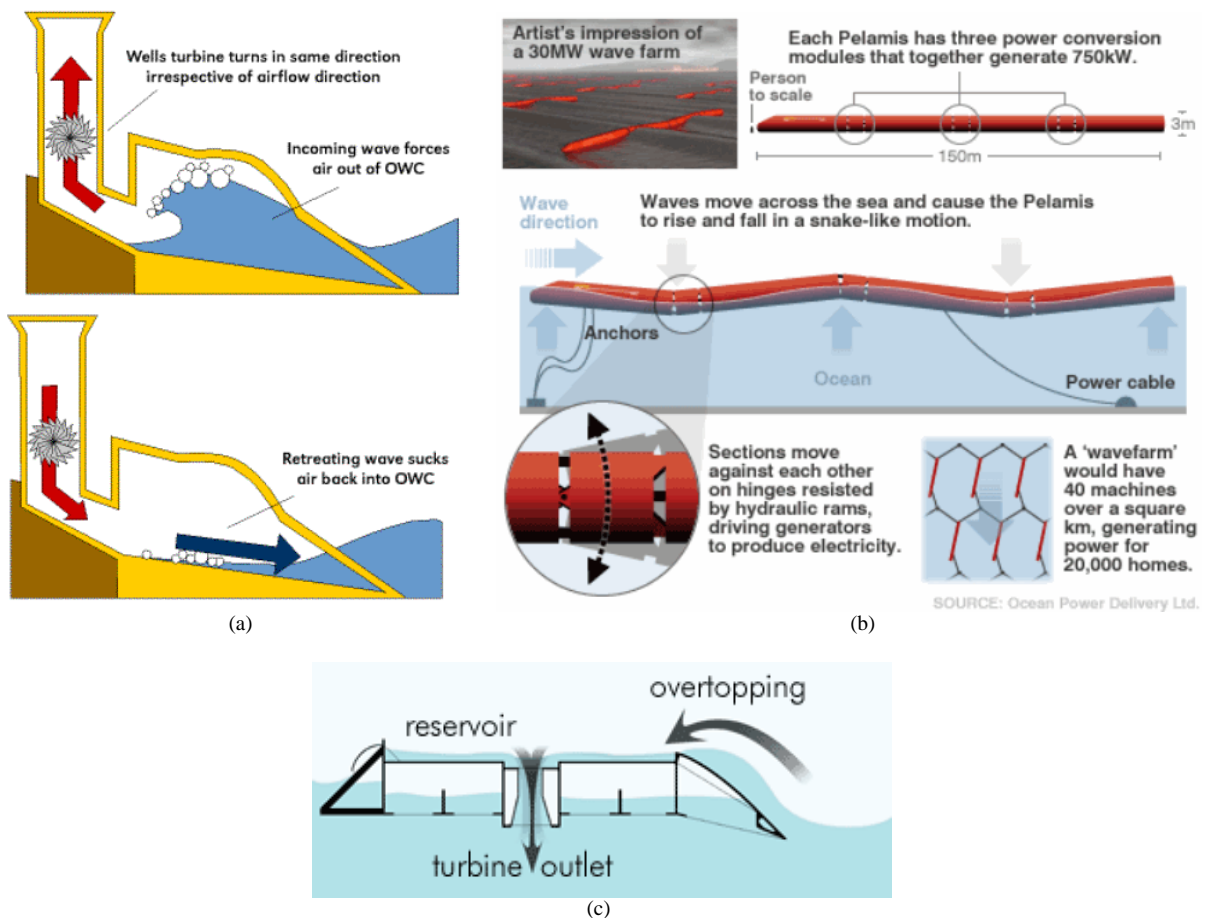 Wells turbine turns in same direction
irrespective of airflow direction
Incoming wave forces
air out of OWC
Retreating wave sucks
air back into OWC
(a)
Artist's impression of
a 30MW wave farm
Each Pelamis has three power conversion
modules that together generate 750kW.
Person
to scale
3m
150m
Wave
direction
Waves move across the sea and cause the Pelamis
to rise and fall in a snake-like motion.
Anchors
Ocean
Power cable
Sections move
against each other
on hinges resisted
by hydraulic rams,
driving generators
to produce electricity.
A 'wavefarm'
would have
40 machines
over a square
km, generating
power for
20,000 homes.
SOURCE: Ocean Power Delivery Ltd.
(b)
overtopping
reservoir
turbine outlet
(c)